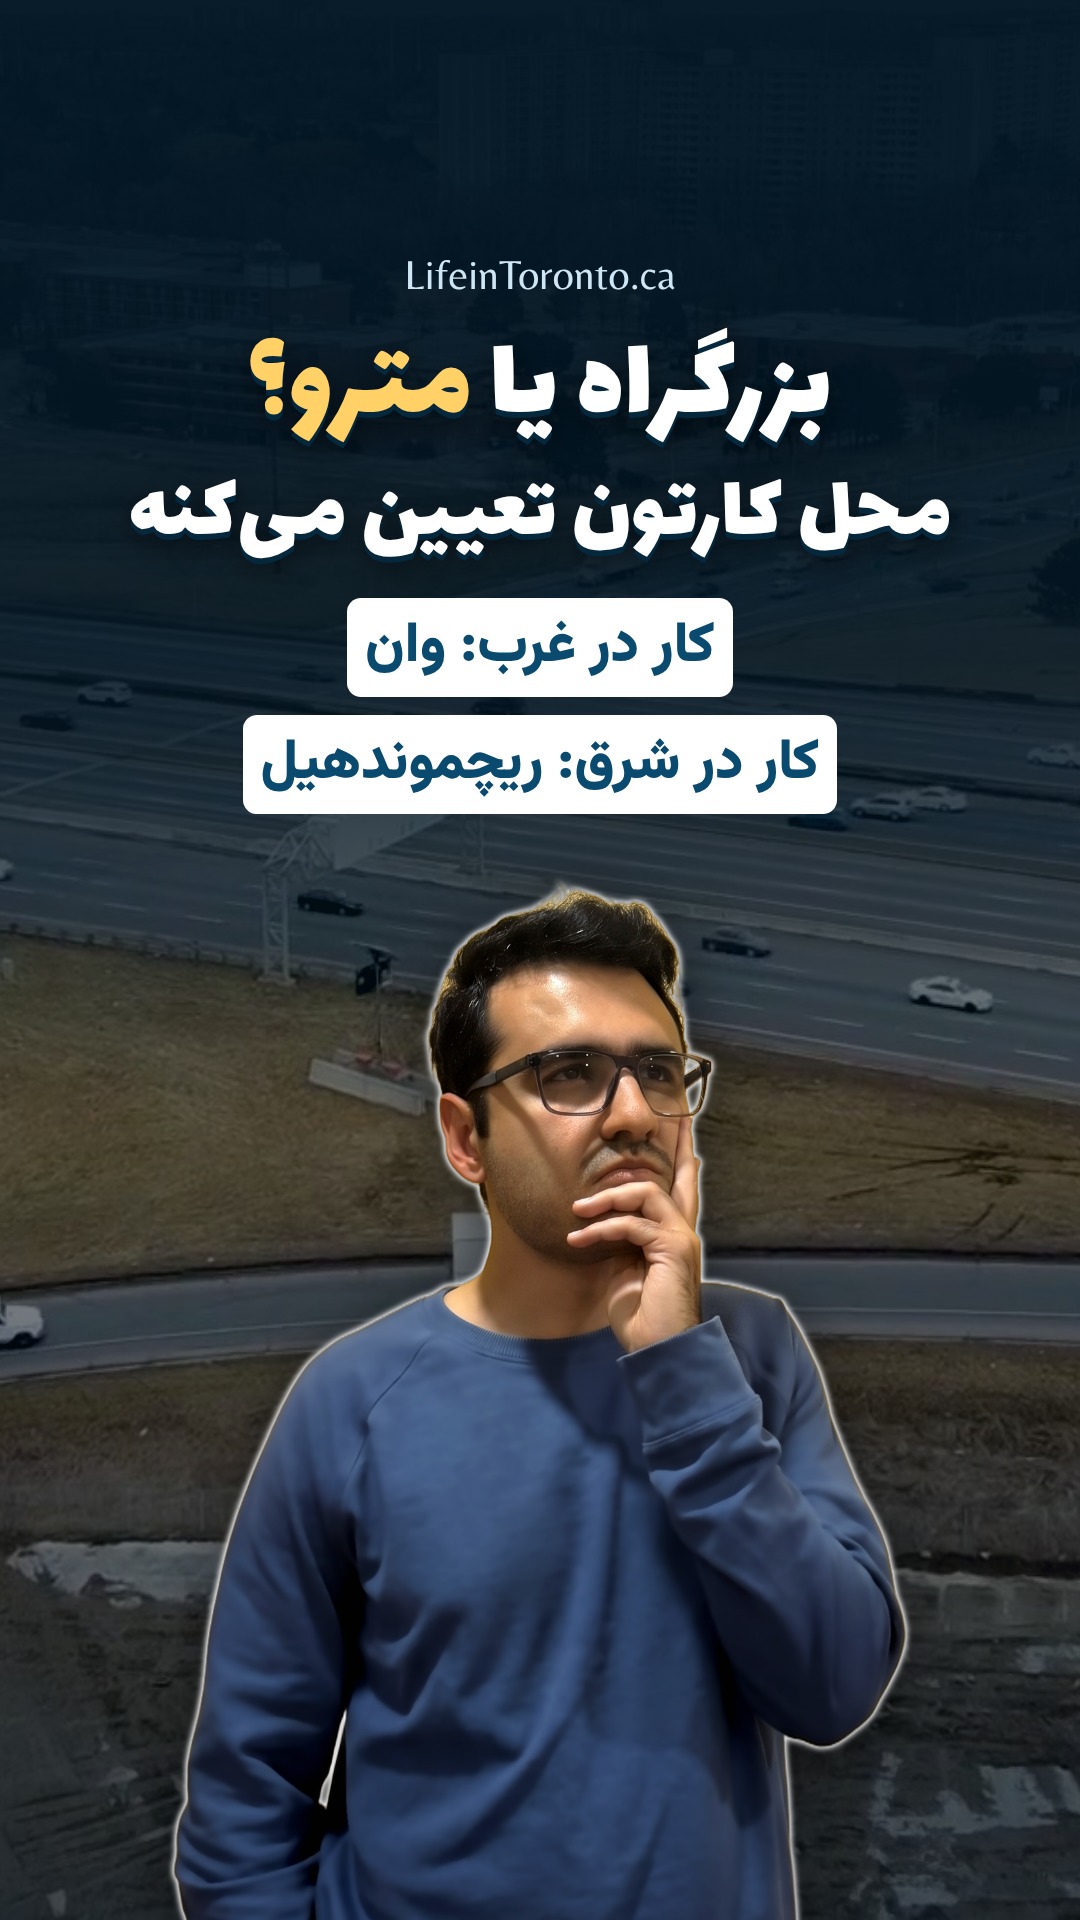 LifeinToronto.ca
بزرگراه یا مترو؟
محل کارتون تعیین می‌کنه
کار در غرب: وان
کار در شرق: ریچموندهیل